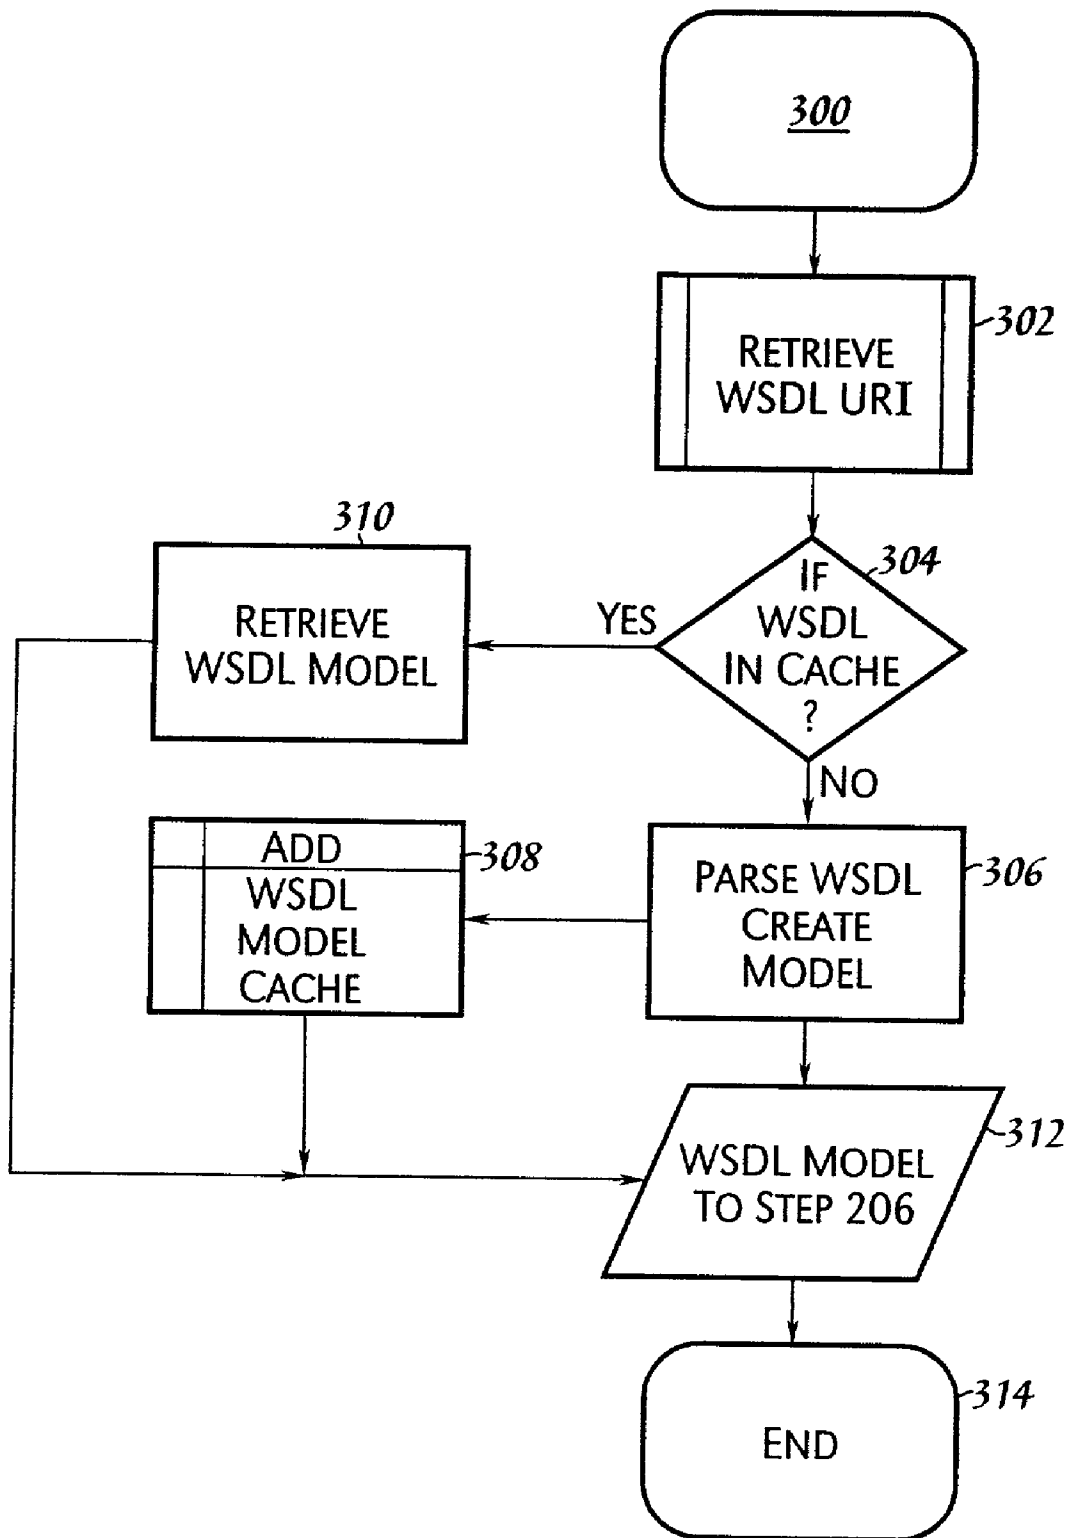 300
302
RETRIEVE
WSDL URI
310
304
IF
WSDL
IN CACHE
?
YES
RETRIEVE
WSDL MODEL
NO
ADD
308
WSDL
MODEL
CACHE
306
PARSE WSDL
CREATE
MODEL
312
WSDL MODEL
TO STEP 206
314
END